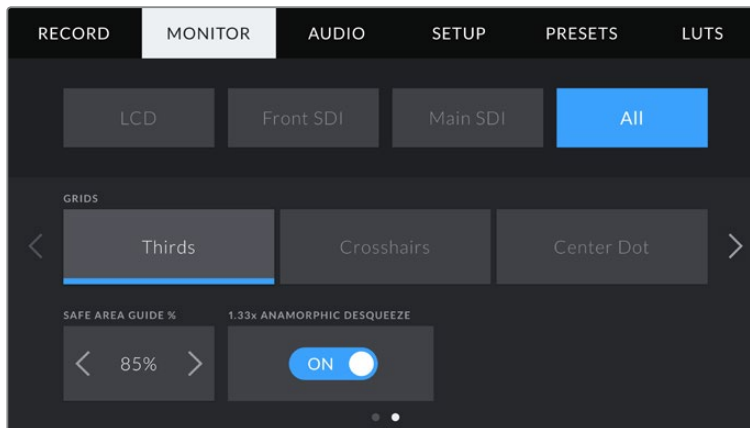 RECORD MONITOR AUDIO SETUP PRESETS LUTS
LCD Front SDI Main SDI All
GRIDS
Thirds Crosshairs Center Dot
SAFE AREA GUIDE % 1.33x ANAMORPHIC DESQUEEZE
85% ON